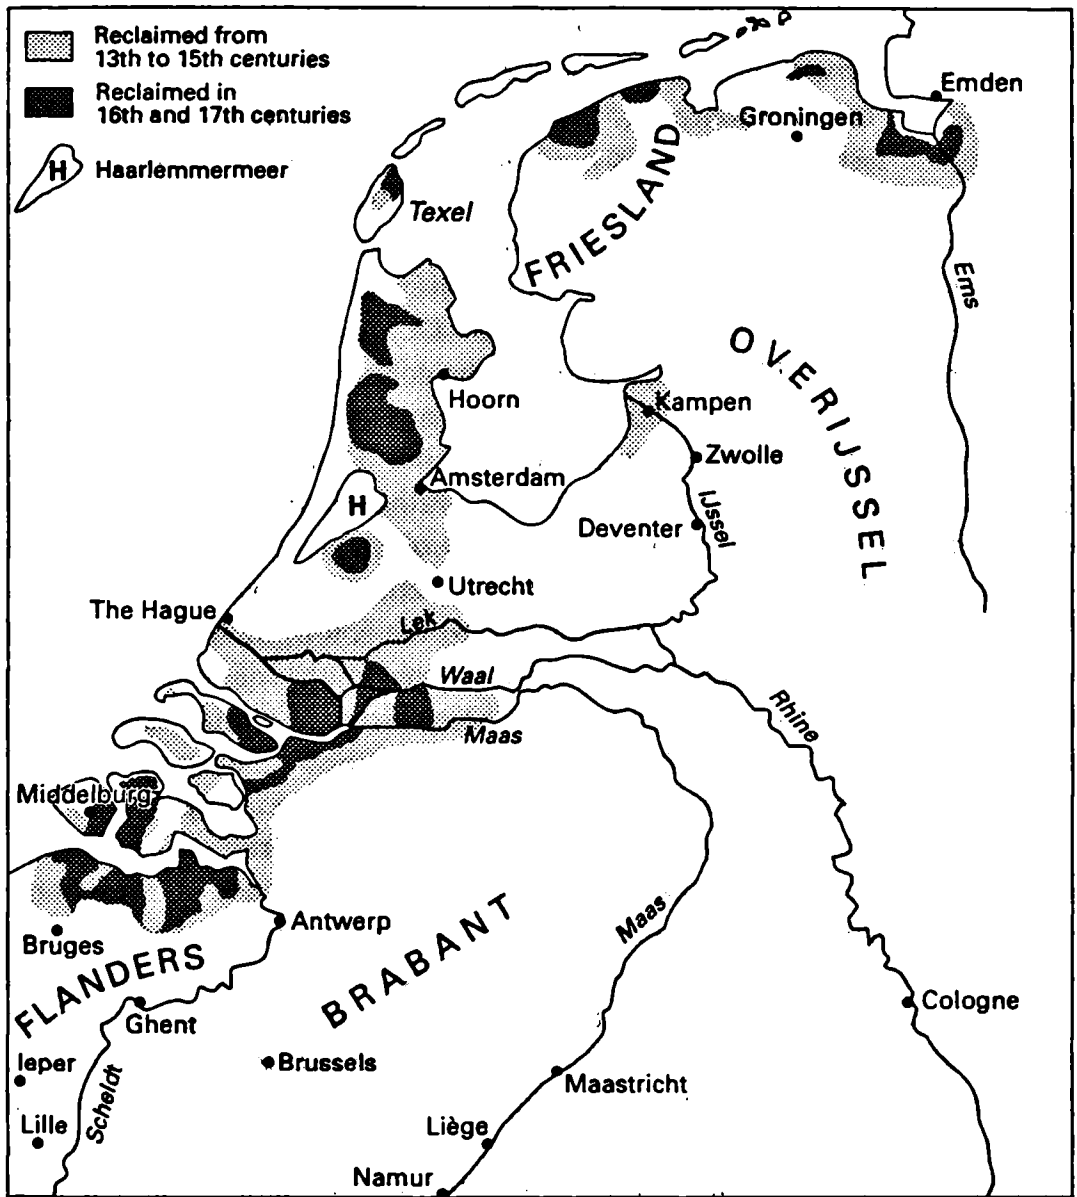 Reclaimed from
13th to 15th centuries
Reclaimed in
16th and 17th centuries
H
Haarlemmermeer
Emden
Groningen
FRIESLAND
Texel
Ems
OVERIJSSEL
Hoorn
Kampen
Zwolle
Amsterdam
H
IJssel
Deventer
Utrecht
The Hague
Lek
Waal
Rhine
Maas
Middelburg
Maas
Antwerp
BRABANT
Bruges
FLANDERS
Cologne
Ghent
Ieper
Brussels
Scheldt
Maastricht
Lille
Liège
Namur